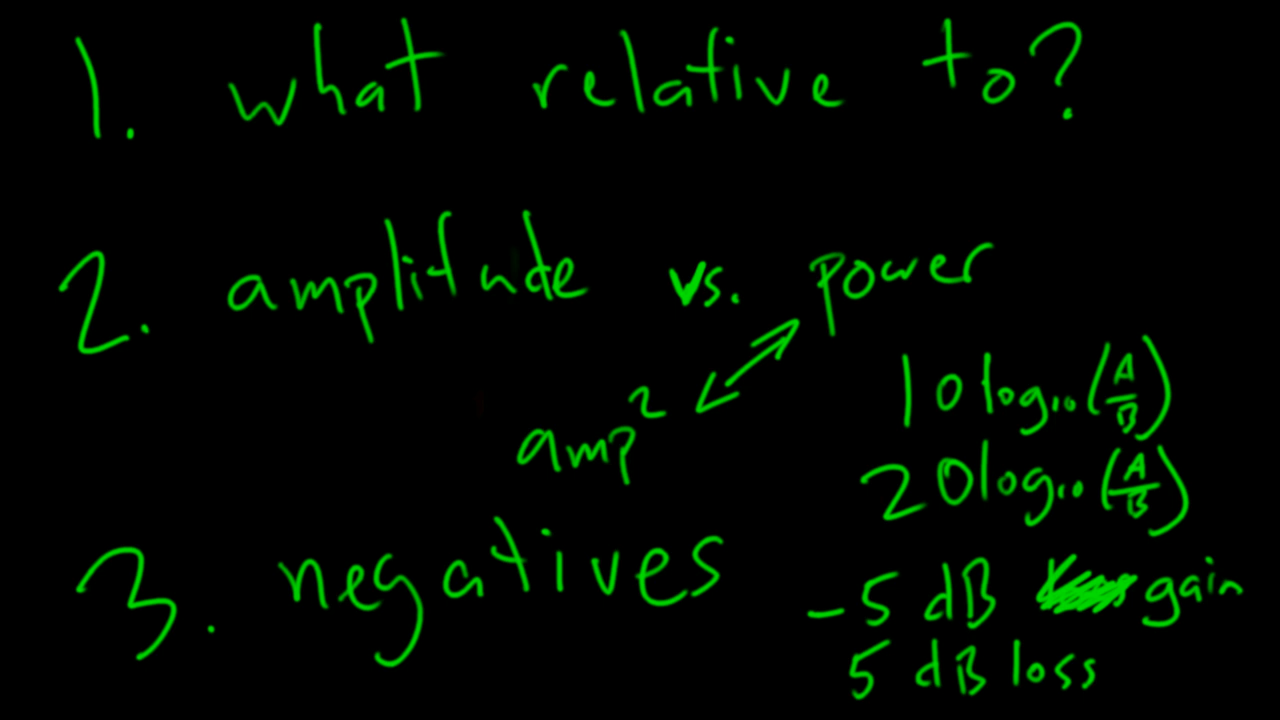 1. what relative to?
2. amplitude vs. power
amp²
10 log₁₀ (A/B)
20 log₁₀ (A/B)
3. negatives
-5 dB gain
5 dB loss